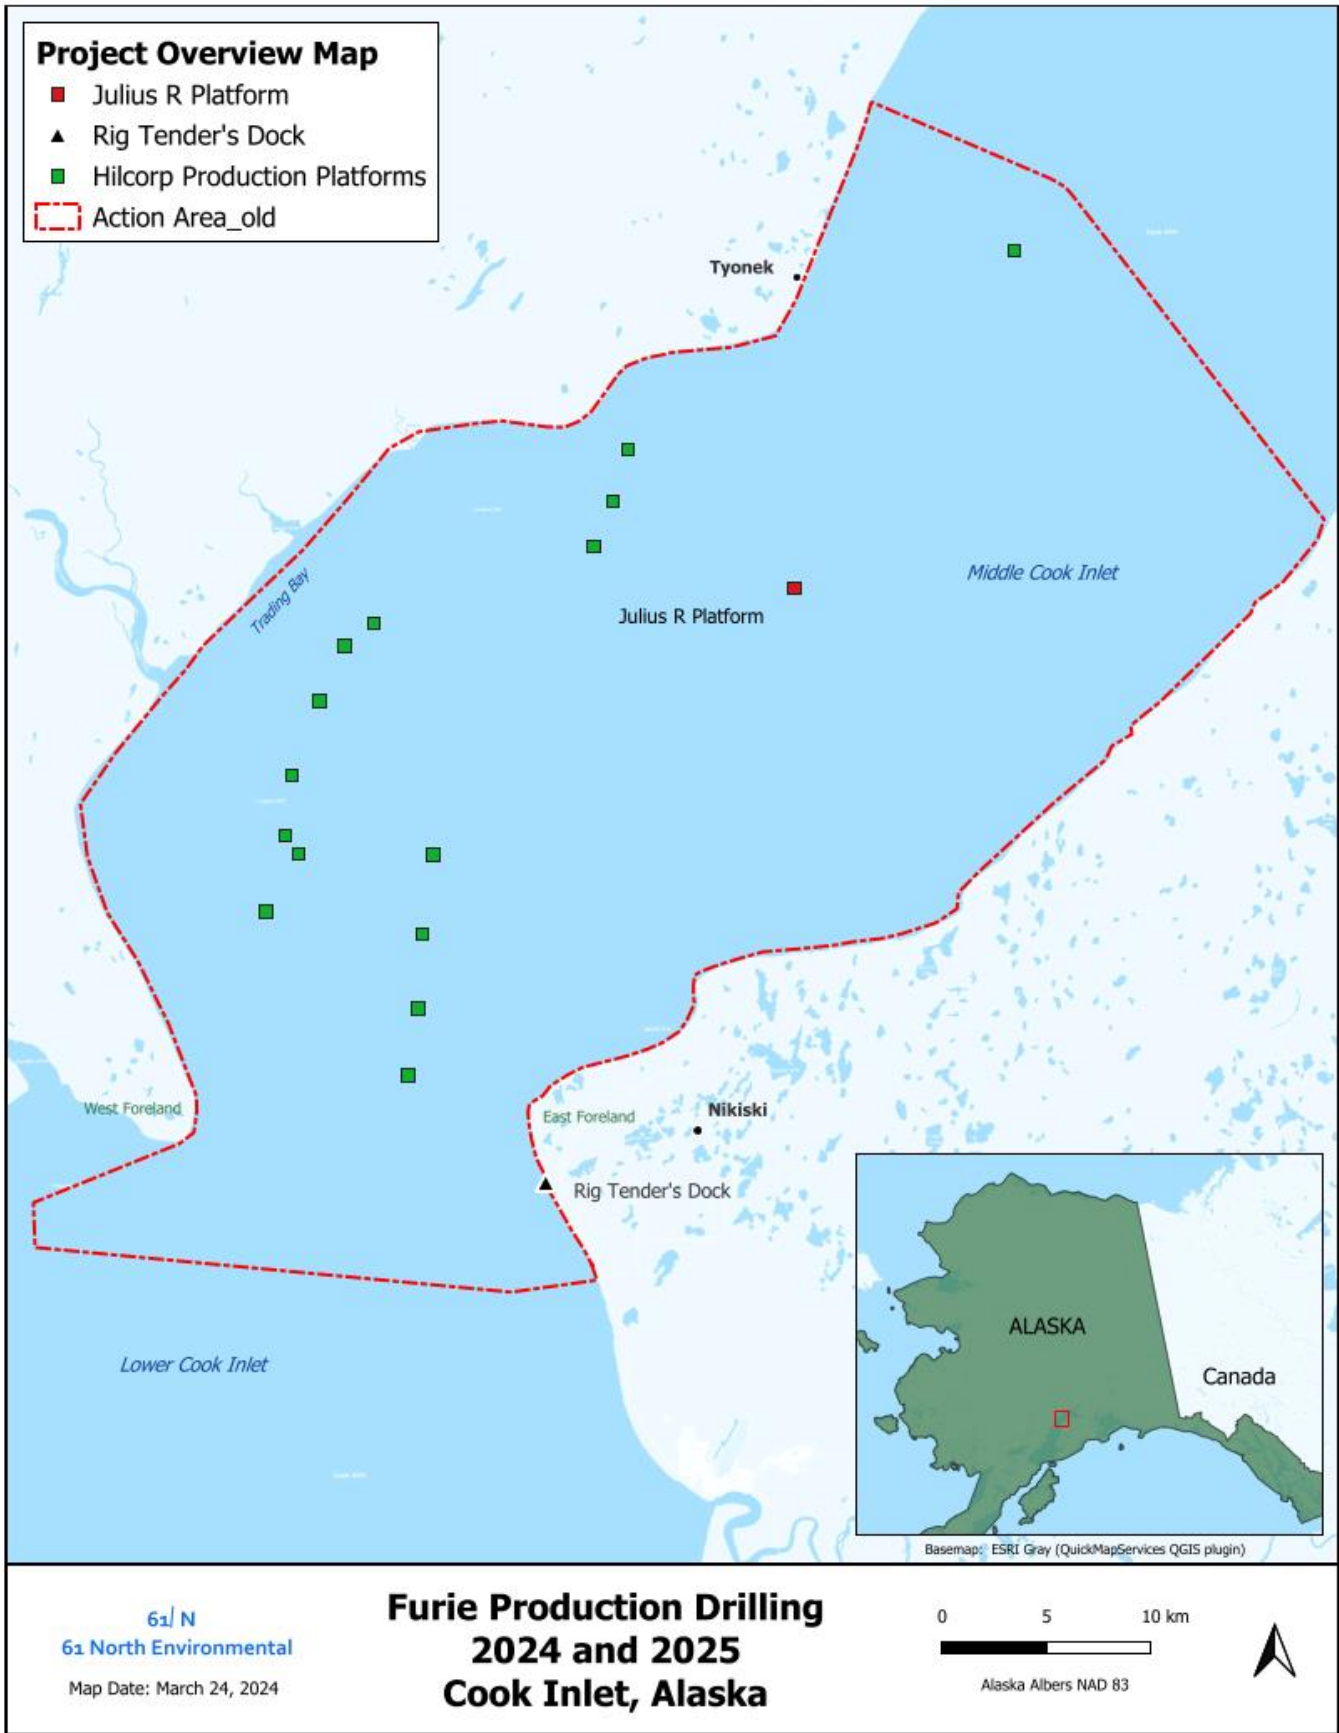 Project Overview Map
Julius R Platform
Rig Tender's Dock
Hilcorp Production Platforms
Action Area_old
Tyonek
Middle Cook Inlet
Julius R Platform
Trading Bay
West Foreland
East Foreland
Nikiski
Rig Tender's Dock
Lower Cook Inlet
ALASKA
Canada
Basemap: ESRI Gray (QuickMapServices QGIS plugin)
61/ N
61 North Environmental
Map Date: March 24, 2024
Furie Production Drilling
2024 and 2025
Cook Inlet, Alaska
0 5 10 km
Alaska Albers NAD 83